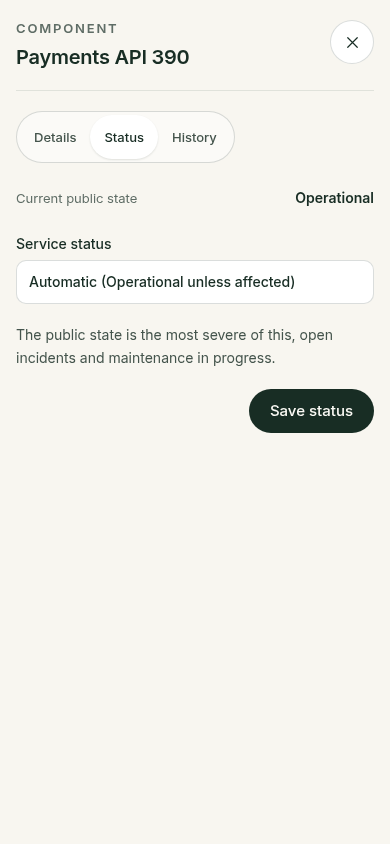 COMPONENT
Payments API 390
Details Status History
Current public state Operational
Service status
Automatic (Operational unless affected)
The public state is the most severe of this, open
incidents and maintenance in progress.
Save status